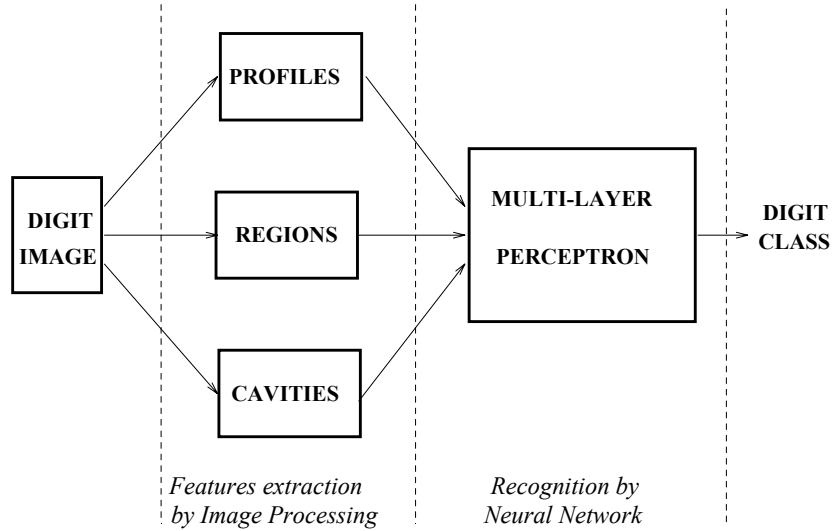 PROFILES
DIGIT
IMAGE
REGIONS
CAVITIES
MULTI-LAYER
PERCEPTRON
DIGIT
CLASS
Features extraction
by Image Processing
Recognition by
Neural Network